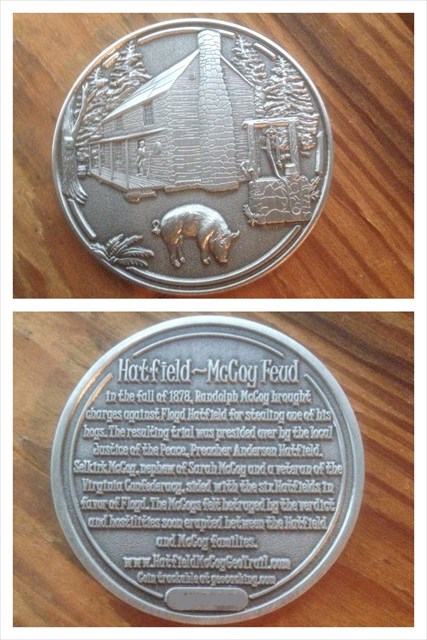 Hatfield~McCoy Feud
In the fall of 1878, Randolph McCoy brought
charges against Floyd Hatfield for stealing one of his
hogs. The resulting trial was presided over by the local
Justice of the Peace, Preacher Anderson Hatfield.
Selkirk McCoy, nephew of Sarah McCoy and a veteran of the
Virginia Confederacy, sided with the six Hatfields in
favor of Floyd. The McCoys felt betrayed by the verdict
and hostilities soon erupted between the Hatfield
and McCoy families.
www.HatfieldMcCoyGeoTrail.com
Coin trackable at geocaching.com